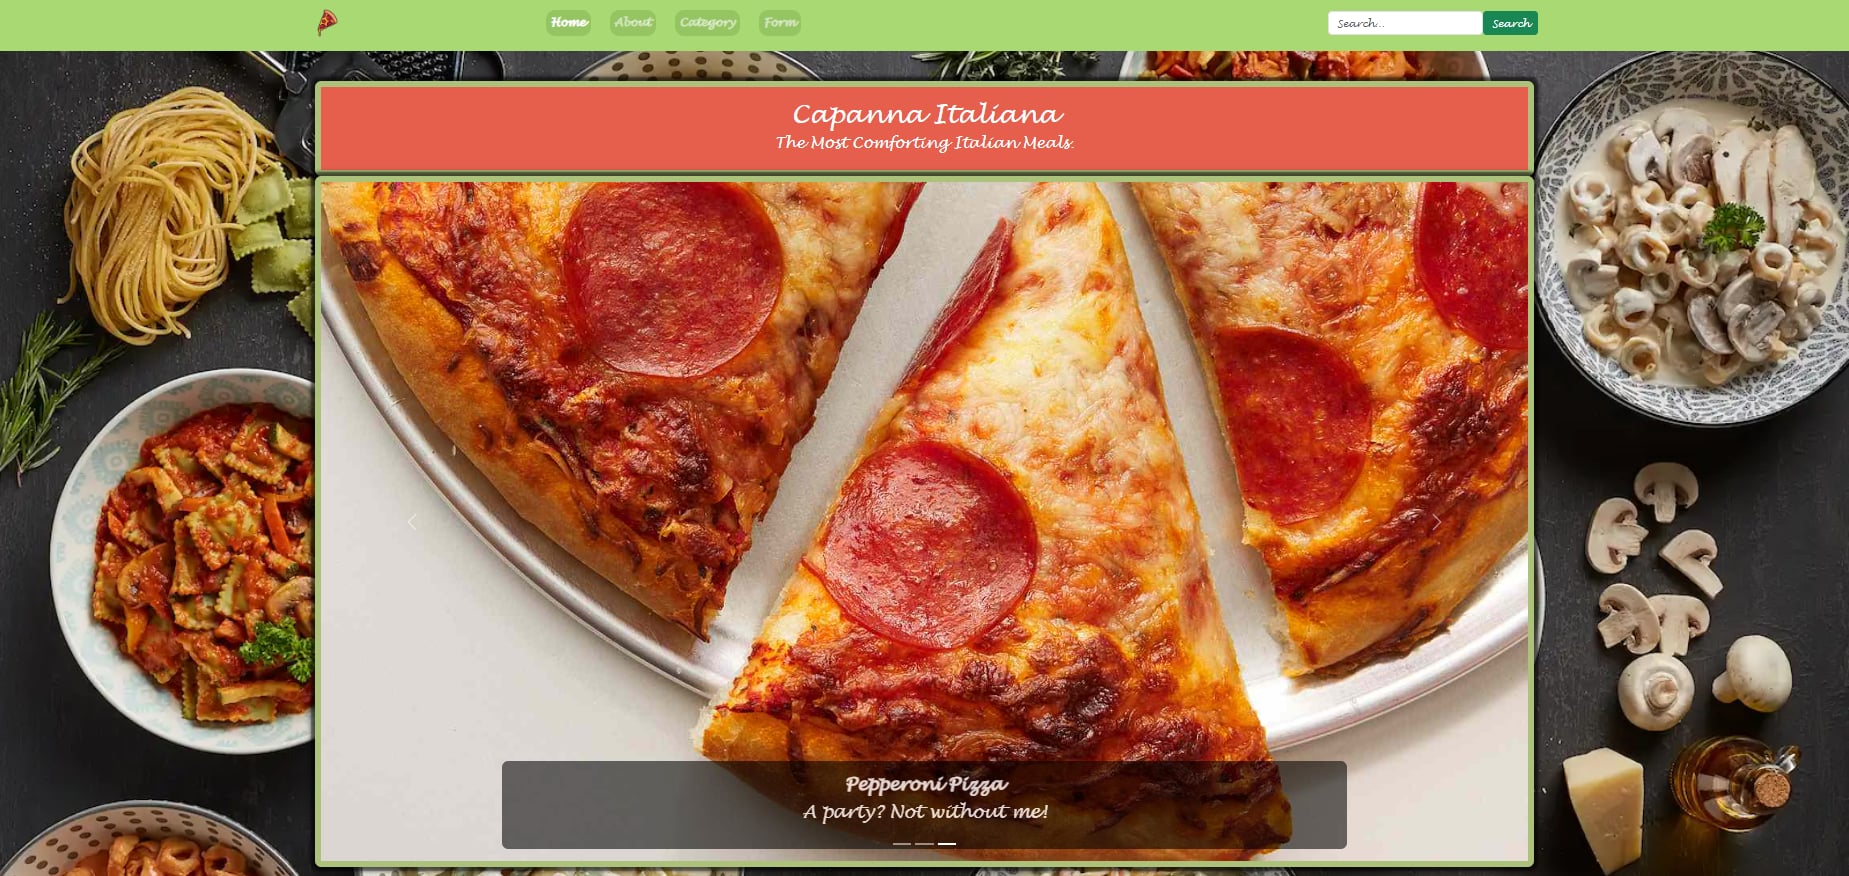 Home About Category Form Search... Search
Capanna Italiana
The Most Comforting Italian Meals.
Pepperoni Pizza
A party? Not without me!